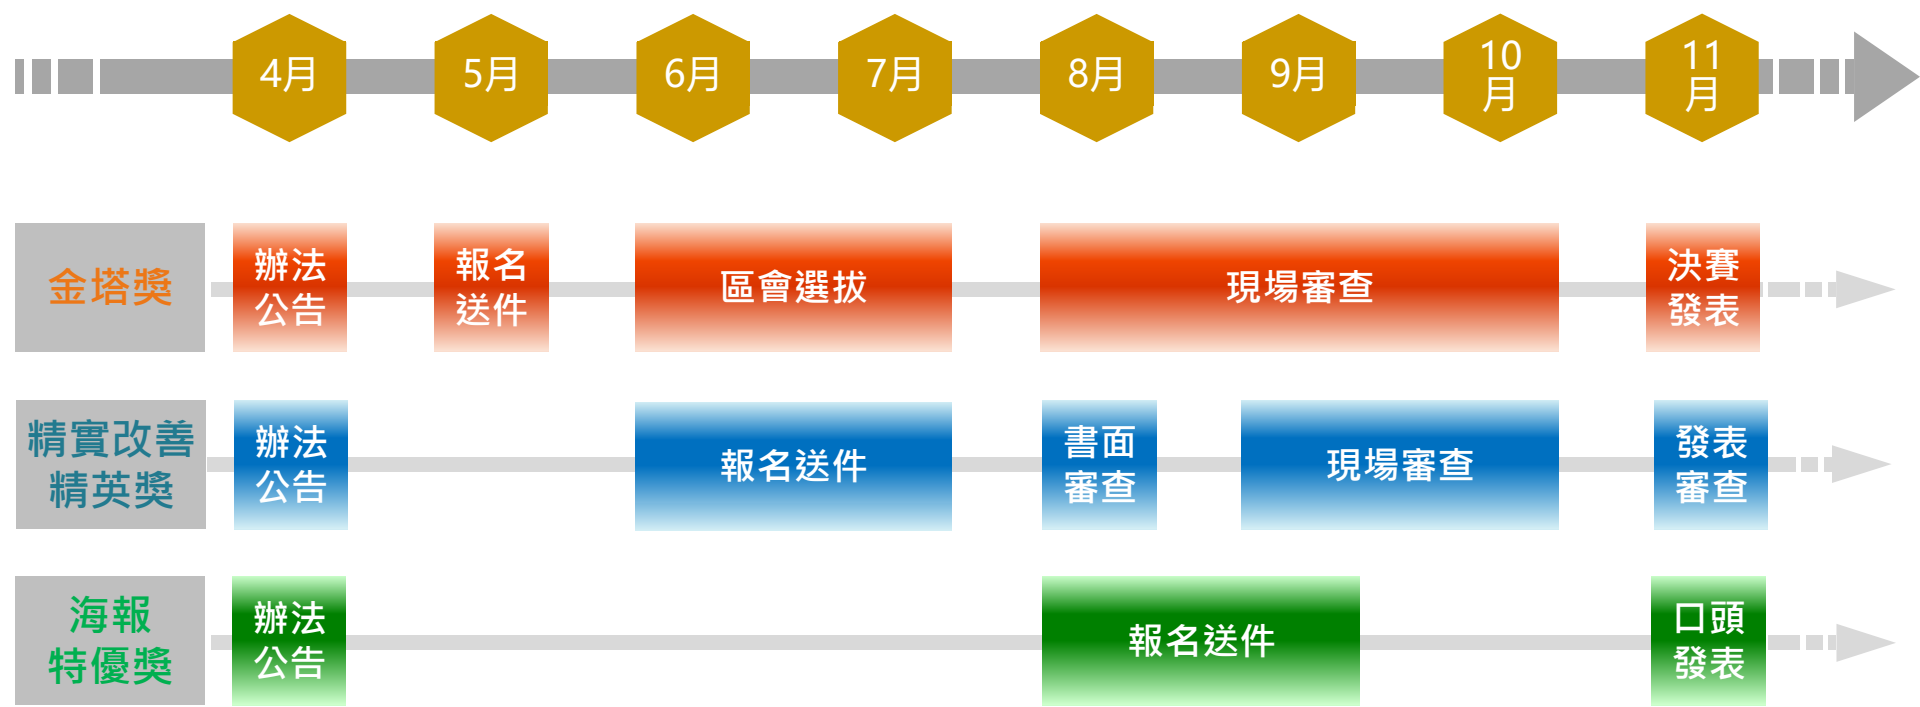 4月
5月
6月
7月
8月
9月
10
月
11
月
金塔獎
辦法
公告
報名
送件
區會選拔
現場審查
決賽
發表
精實改善
精英獎
辦法
公告
報名送件
書面
審查
現場審查
發表
審查
海報
特優獎
辦法
公告
報名送件
口頭
發表